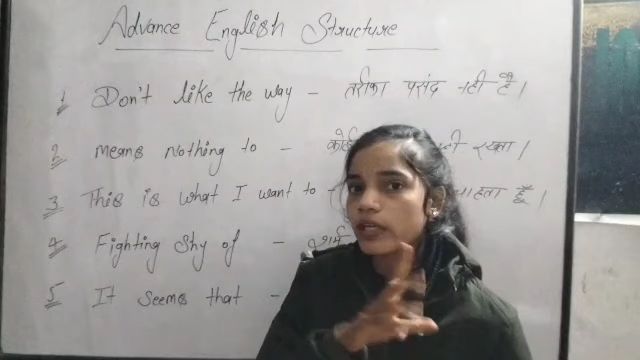 Advance English Structure
1 Don't like the way - तरीका पसंद नहीं है।
2 Means Nothing to - रखता।
3 This is what I want to - चाहता हूँ।
4 Fighting Shy of -
5 It Seems that -